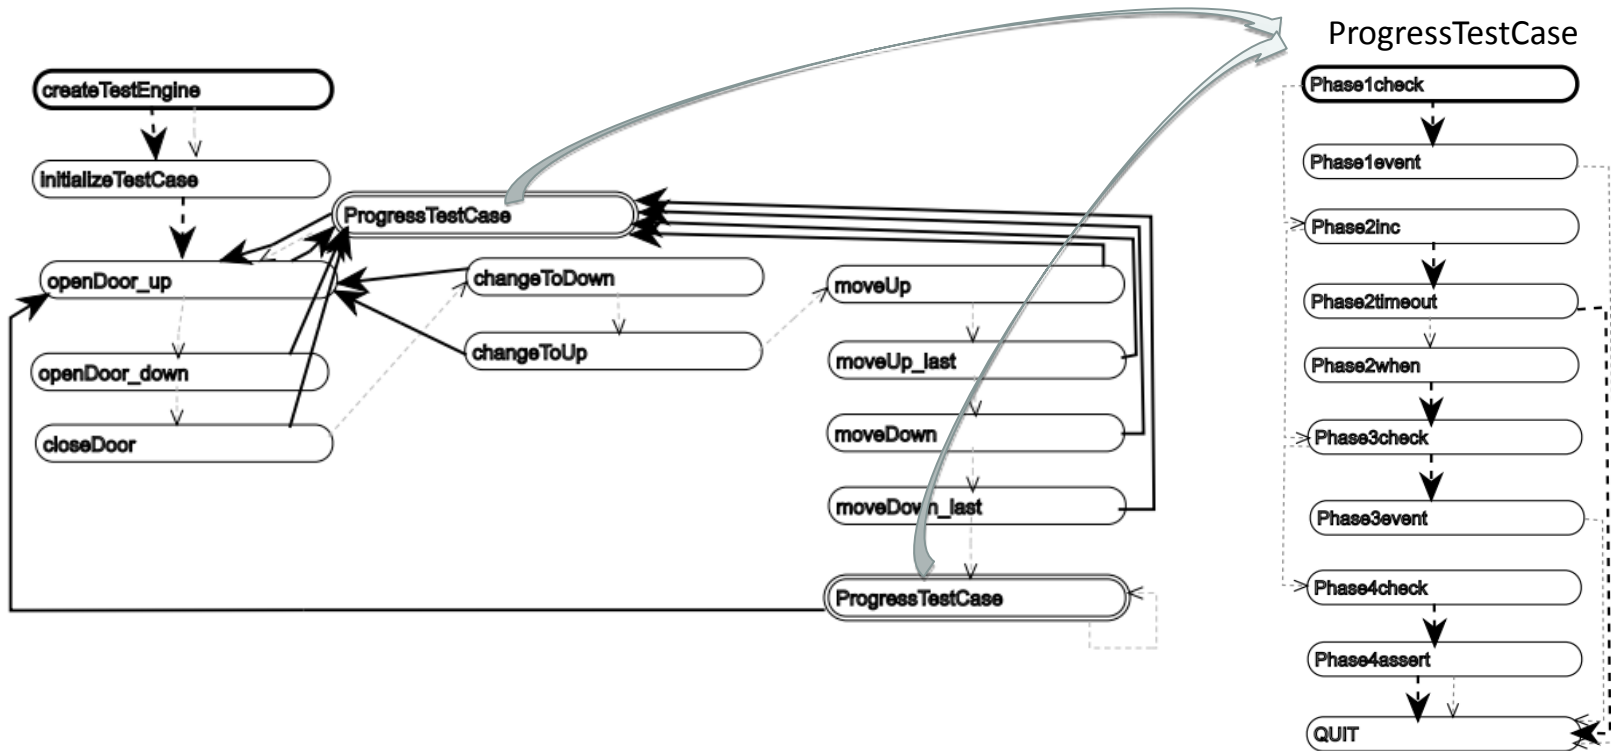 ProgressTestCase
createTestEngine
initializeTestCase
ProgressTestCase
openDoor_up
openDoor_down
closeDoor
changeToDown
changeToUp
moveUp
moveUp_last
moveDown
moveDown_last
ProgressTestCase
Phase1check
Phase1event
Phase2inc
Phase2timeout
Phase2when
Phase3check
Phase3event
Phase4check
Phase4assert
QUIT